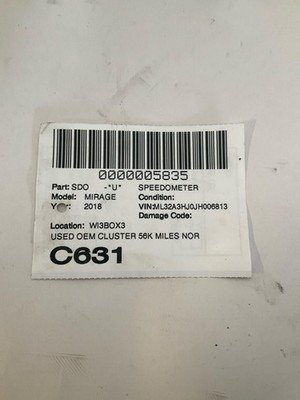 0000005835
Part: SDO -*U* SPEEDOMETER
Model: MIRAGE Condition:
2018 VIN:ML32A3HJ0JH006813
Damage Code:
Location: WI3BOX3
USED OEM CLUSTER 56K MILES NOR
C631